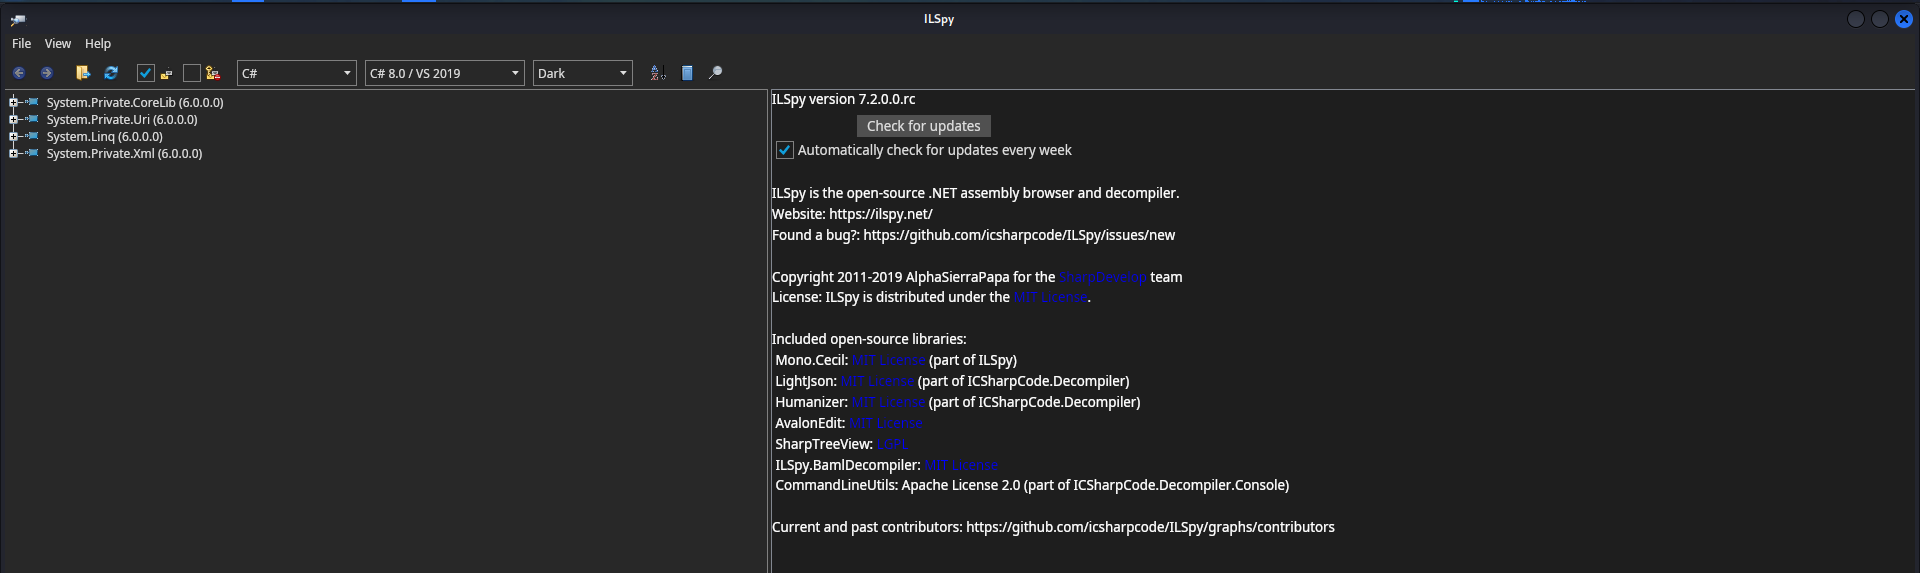 ILSpy
File View Help
C# C# 8.0 / VS 2019 Dark
System.Private.CoreLib (6.0.0.0)
System.Private.Uri (6.0.0.0)
System.Linq (6.0.0.0)
System.Private.Xml (6.0.0.0)
ILSpy version 7.2.0.0.rc
Check for updates
Automatically check for updates every week
ILSpy is the open-source .NET assembly browser and decompiler.
Website: https://ilspy.net/
Found a bug?: https://github.com/icsharpcode/ILSpy/issues/new
Copyright 2011-2019 AlphaSierraPapa for the SharpDevelop team
License: ILSpy is distributed under the MIT License.
Included open-source libraries:
Mono.Cecil: MIT License (part of ILSpy)
LightJson: MIT License (part of ICSharpCode.Decompiler)
Humanizer: MIT License (part of ICSharpCode.Decompiler)
AvalonEdit: MIT License
SharpTreeView: LGPL
ILSpy.BamlDecompiler: MIT License
CommandLineUtils: Apache License 2.0 (part of ICSharpCode.Decompiler.Console)
Current and past contributors: https://github.com/icsharpcode/ILSpy/graphs/contributors